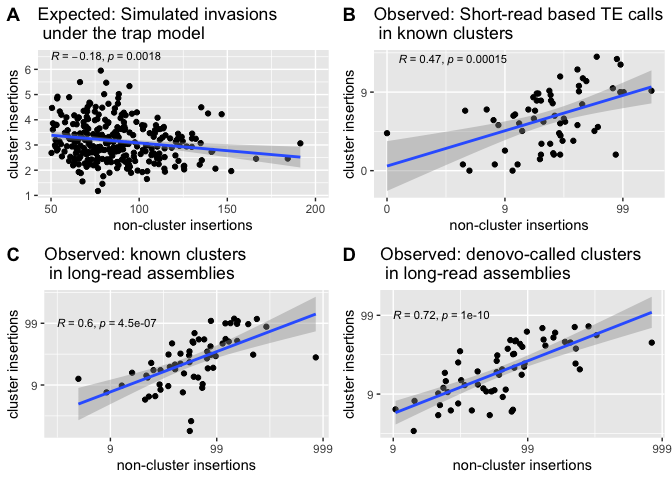 A
Expected: Simulated invasions
under the trap model
R = −0.18, p = 0.0018
cluster insertions
6
5
4
3
2
1
50
100
150
200
non-cluster insertions
B
Observed: Short-read based TE calls
in known clusters
R = 0.47, p = 0.00015
cluster insertions
9
0
0
9
99
non-cluster insertions
C
Observed: known clusters
in long-read assemblies
R = 0.6, p = 4.5e-07
cluster insertions
99
9
9
99
999
non-cluster insertions
D
Observed: denovo-called clusters
in long-read assemblies
R = 0.72, p = 1e-10
cluster insertions
99
9
9
99
999
non-cluster insertions